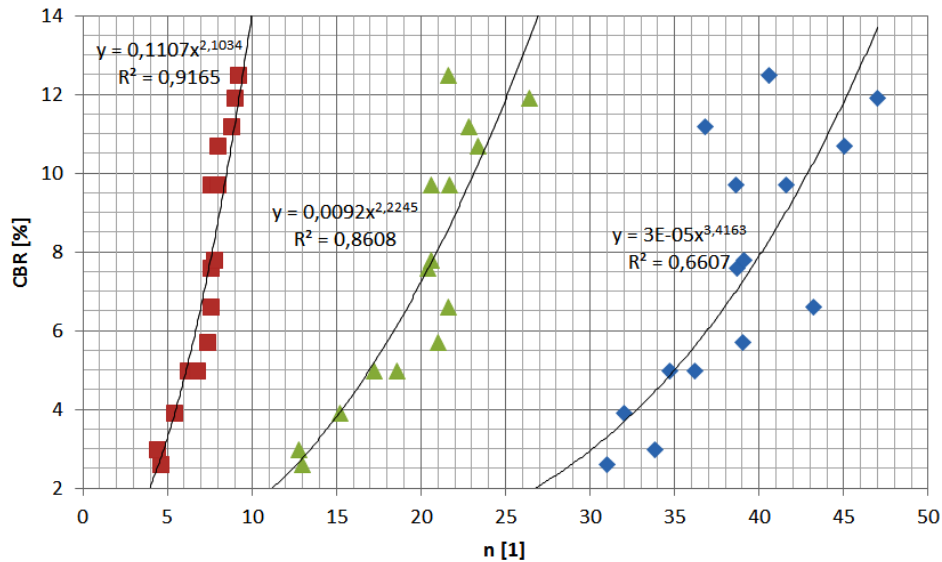 14
12
10
8
6
4
2
CBR [%]
y = 0,1107x^2,1034
R² = 0,9165
y = 0,0092x^2,2245
R² = 0,8608
y = 3E-05x^3,4163
R² = 0,6607
0 5 10 15 20 25 30 35 40 45 50
n [1]